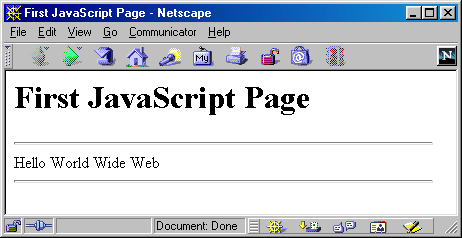 First JavaScript Page - Netscape
File Edit View Go Communicator Help
My
N
First JavaScript Page
Hello World Wide Web
Document: Done